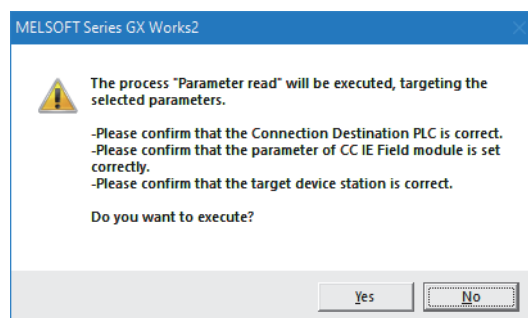 MELSOFT Series GX Works2
The process "Parameter read" will be executed, targeting the
selected parameters.
-Please confirm that the Connection Destination PLC is correct.
-Please confirm that the parameter of CC IE Field module is set
correctly.
-Please confirm that the target device station is correct.
Do you want to execute?
Yes
No